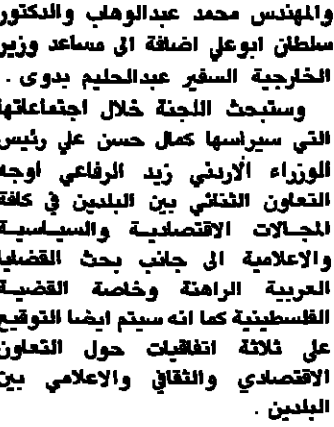 والمهندس محمد عبدالوهاب والدكتور
سلطان ابوعلي اضافة الى مساعد وزير
الخارجية السفير عبدالحليم بدوى .
وستبحث اللجنة خلال اجتماعاتها
التي سيراسها كمال حسن علي رئيس
الوزراء الاردني زيد الرفاعي اوجه
التعاون الثنائي بين البلدين في كافة
المجالات الاقتصادية والسياسية
والاعلامية الى جانب بحث القضايا
العربية الراهنة وخاصة القضية
الفلسطينية كما انه سيتم ايضا التوقيع
على ثلاثة اتفاقيات حول التعاون
الاقتصادي والثقافي والاعلامي بين
البلدين .